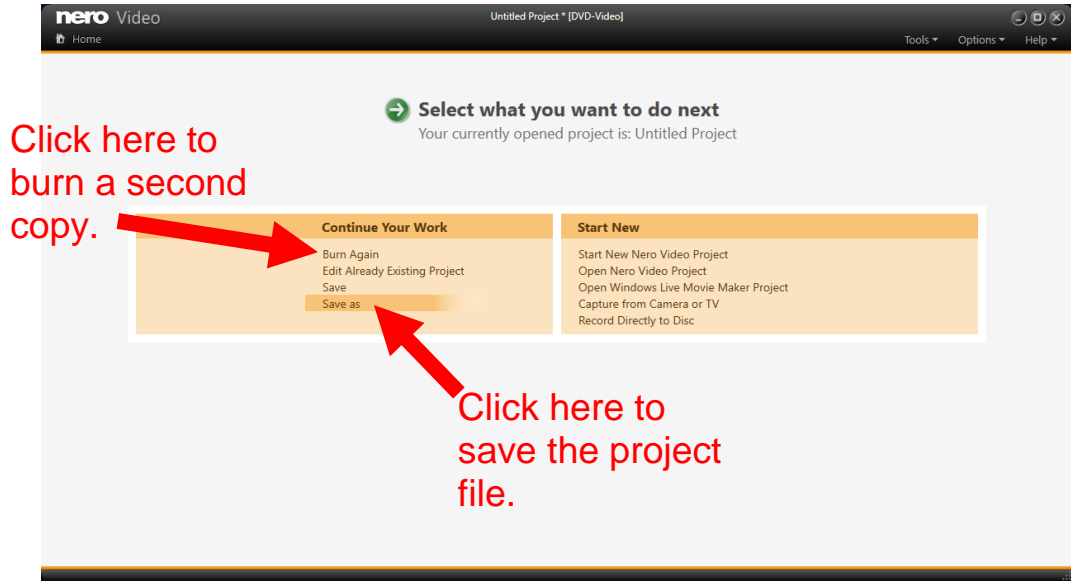 nero Video
Untitled Project * [DVD-Video]
Home
Tools
Options
Help
Select what you want to do next
Your currently opened project is: Untitled Project
Click here to
burn a second
copy.
Continue Your Work
Burn Again
Edit Already Existing Project
Save
Save as
Start New
Start New Nero Video Project
Open Nero Video Project
Open Windows Live Movie Maker Project
Capture from Camera or TV
Record Directly to Disc
Click here to
save the project
file.